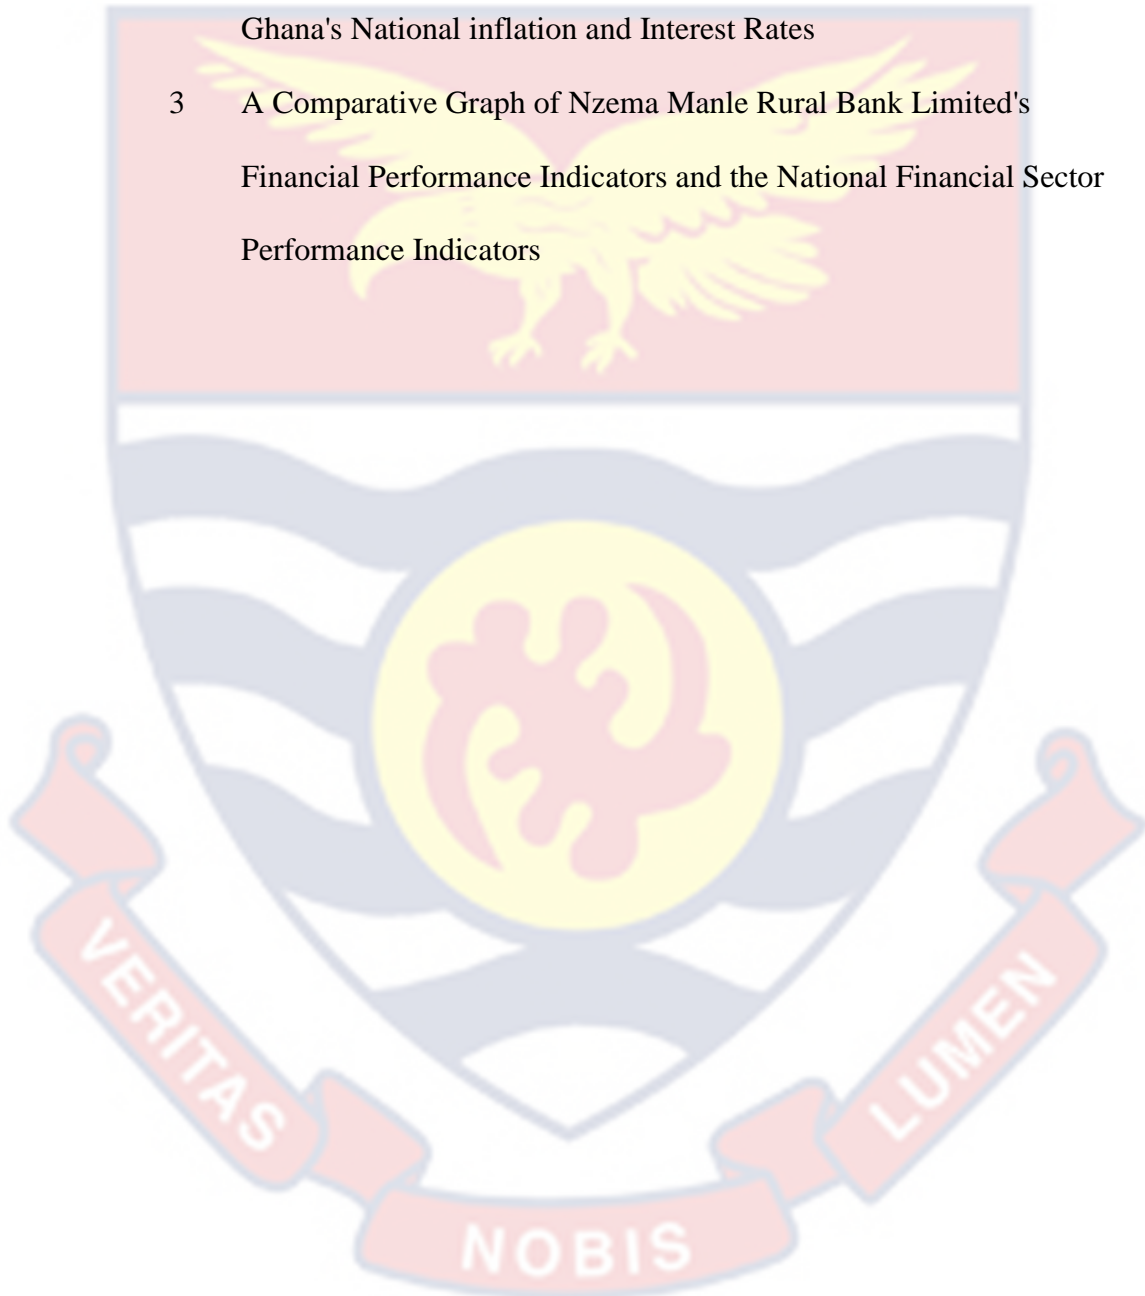 Ghana's National inflation and Interest Rates
3 A Comparative Graph of Nzema Manle Rural Bank Limited's
Financial Performance Indicators and the National Financial Sector
Performance Indicators
VERITAS
NOBIS
LUMEN